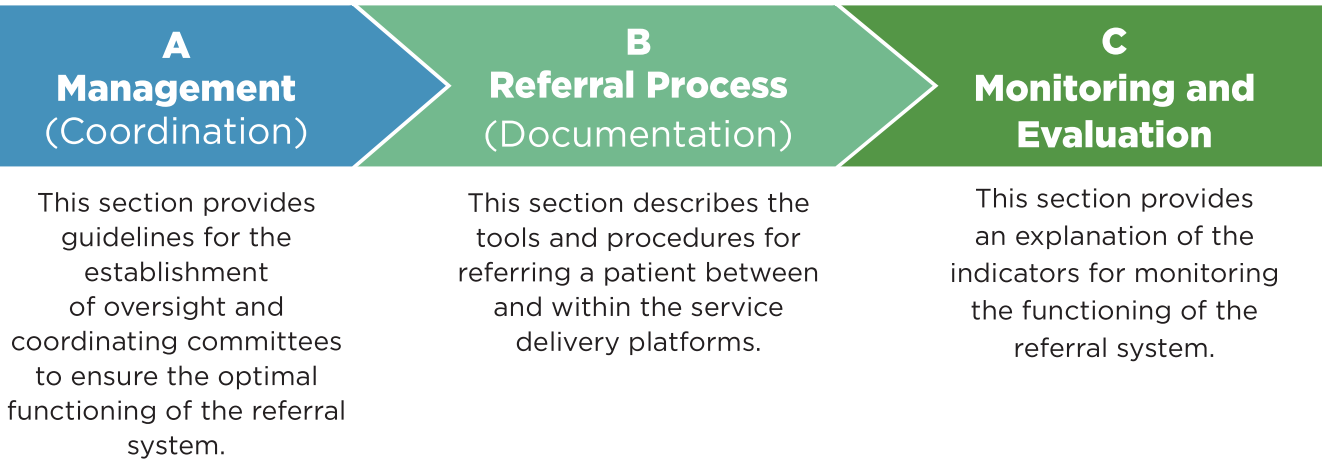 A
Management
(Coordination)
This section provides
guidelines for the
establishment
of oversight and
coordinating committees
to ensure the optimal
functioning of the referral
system.
B
Referral Process
(Documentation)
This section describes the
tools and procedures for
referring a patient between
and within the service
delivery platforms.
C
Monitoring and
Evaluation
This section provides
an explanation of the
indicators for monitoring
the functioning of the
referral system.